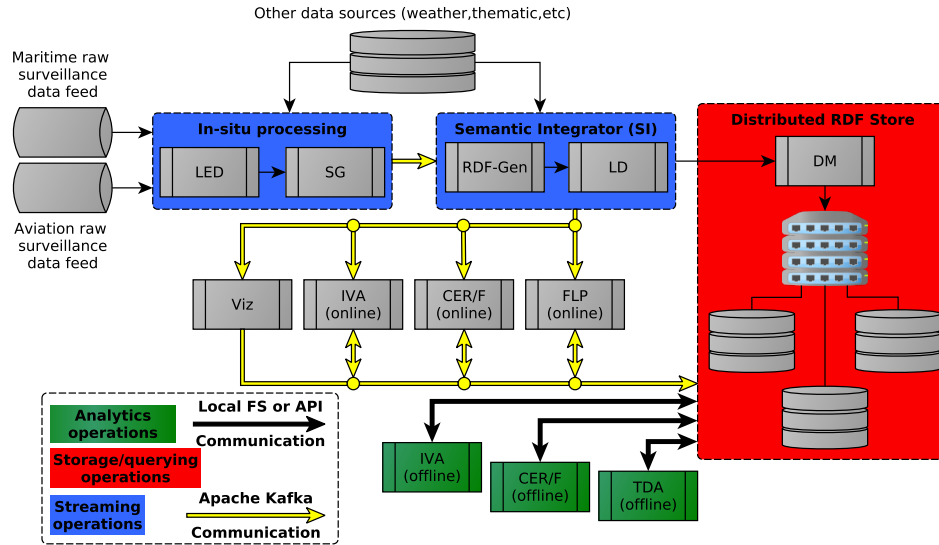 Other data sources (weather,thematic,etc)
Maritime raw
surveillance
data feed
In-situ processing
LED
SG
Semantic Integrator (SI)
RDF-Gen
LD
Distributed RDF Store
DM
Aviation raw
surveillance
data feed
Viz
IVA
(online)
CER/F
(online)
FLP
(online)
Analytics
operations
Local FS or API
Communication
Storage/querying
operations
Streaming
operations
Apache Kafka
Communication
IVA
(offline)
CER/F
(offline)
TDA
(offline)